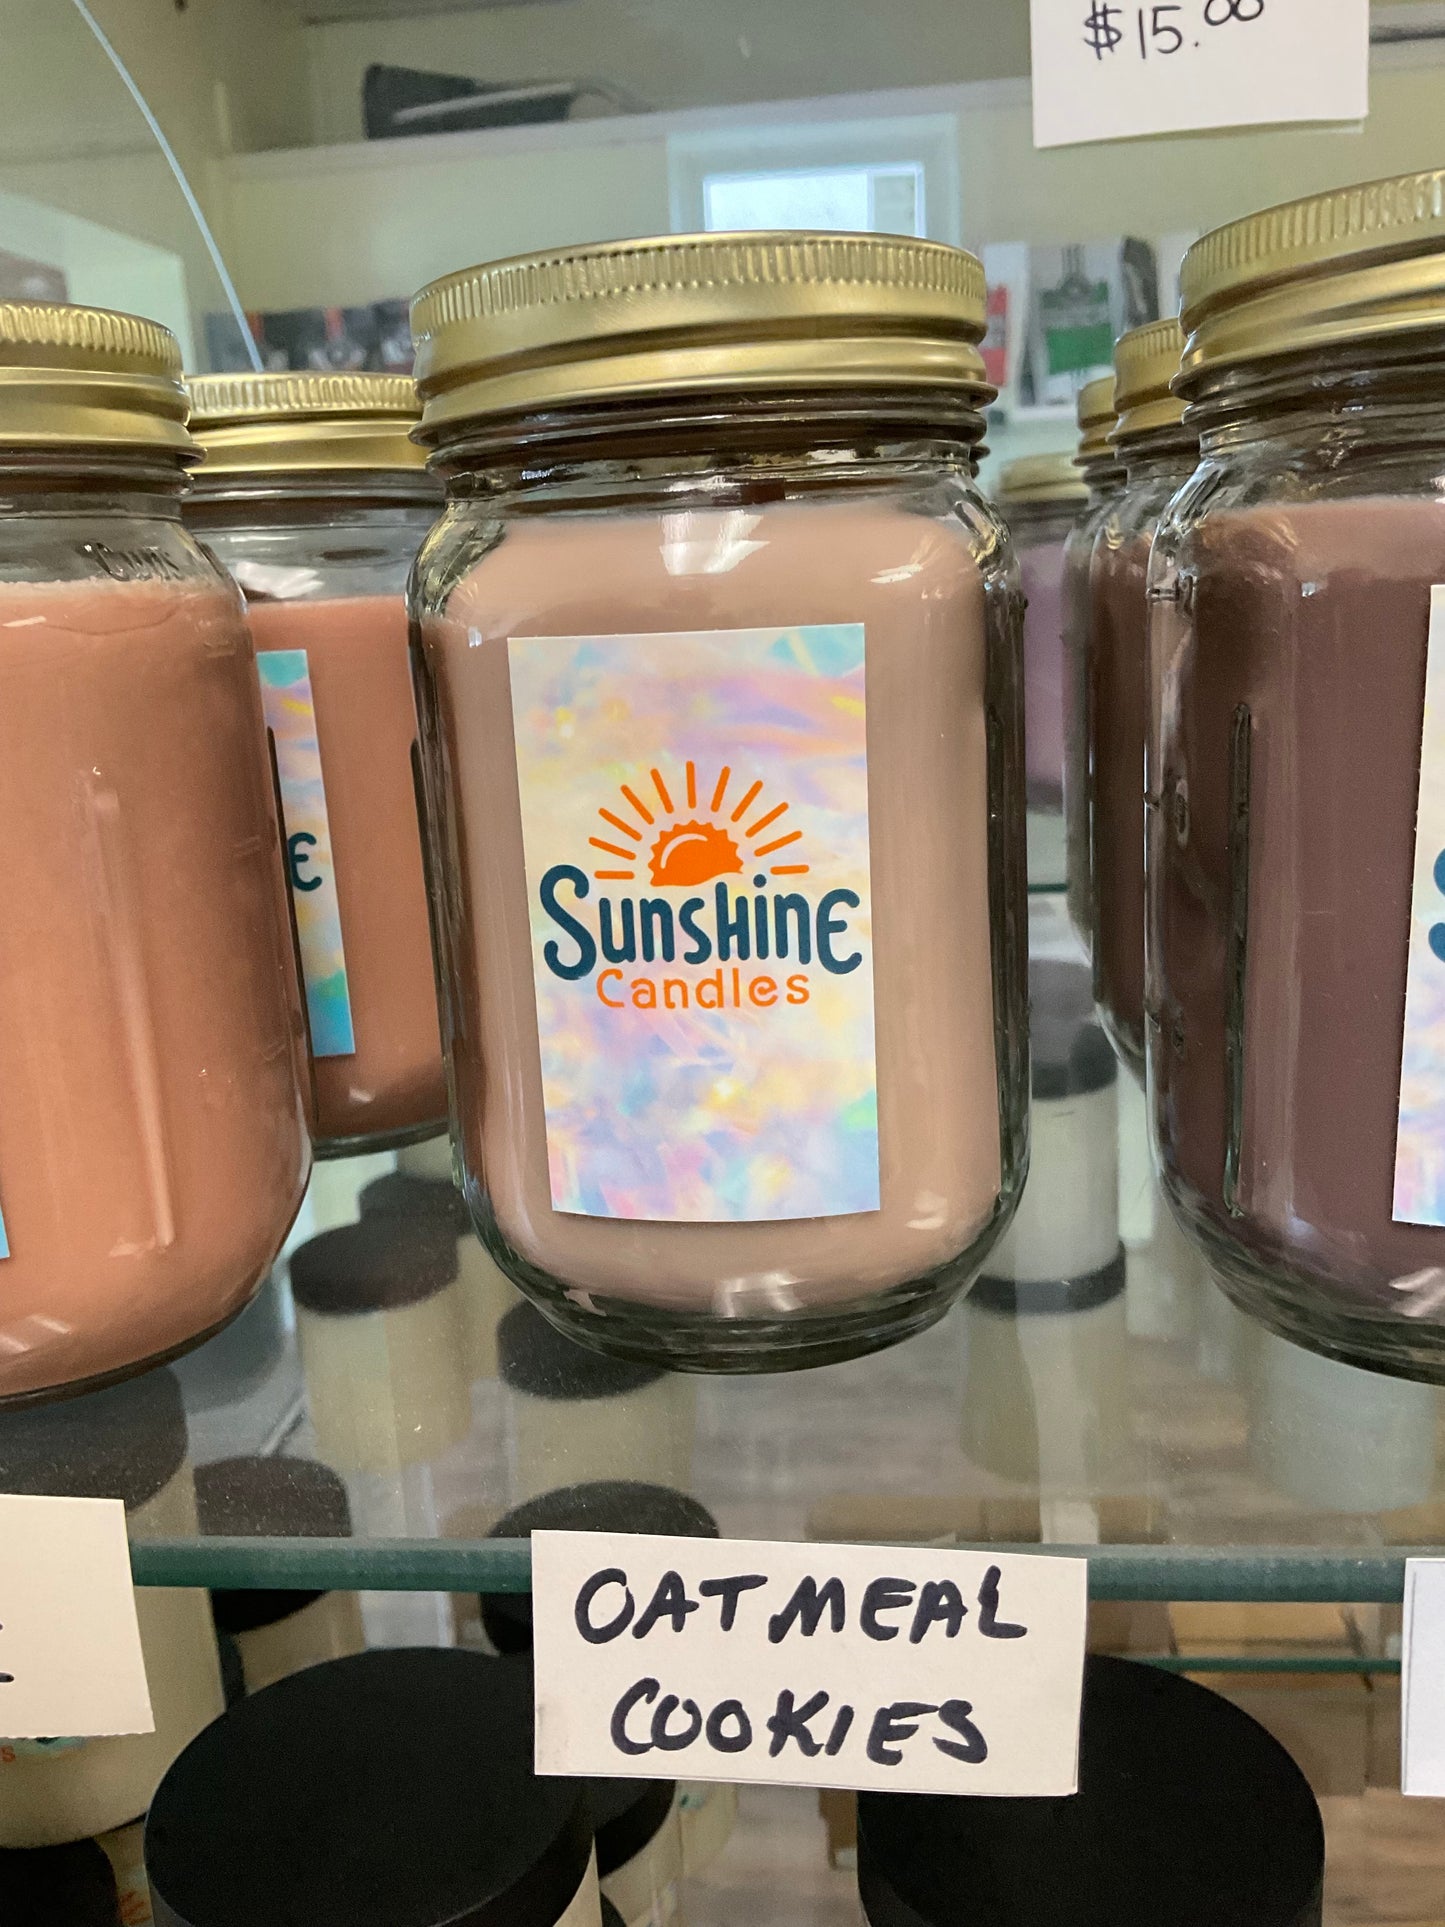 $15.00
Sunshine
Candles
OATMEAL
COOKIES